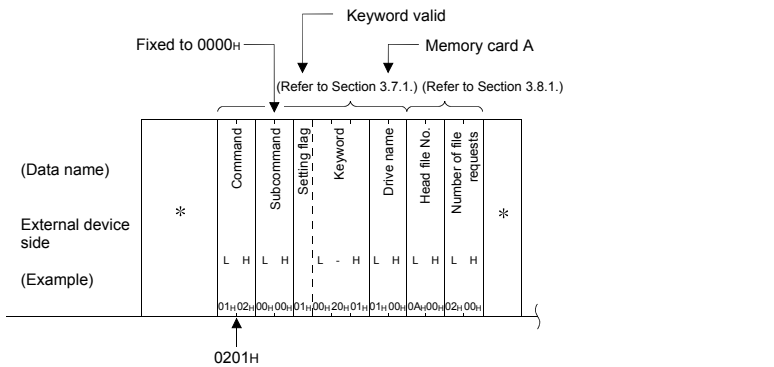 Keyword valid
Fixed to 0000H
Memory card A
(Refer to Section 3.7.1.) (Refer to Section 3.8.1.)
(Data name)
Command
Subcommand
Setting flag
Keyword
Drive name
Head file No.
Number of file
requests
*
*
External device
side
L H L H L - H L H L H L H
(Example)
01H 02H 00H 00H 01H 00H 20H 01H 01H 00H 0AH 00H 02H 00H
0201H